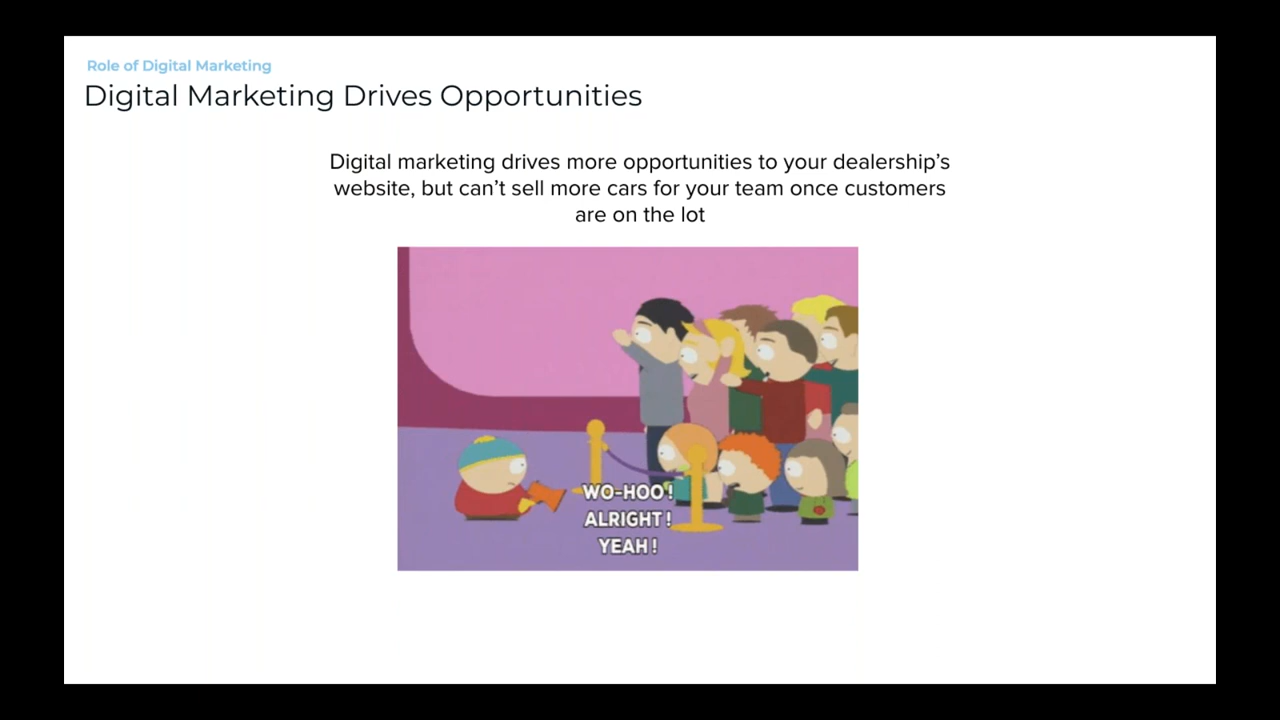 Role of Digital Marketing
Digital Marketing Drives Opportunities
Digital marketing drives more opportunities to your dealership’s
website, but can’t sell more cars for your team once customers
are on the lot
WO-HOO!
ALRIGHT!
YEAH!